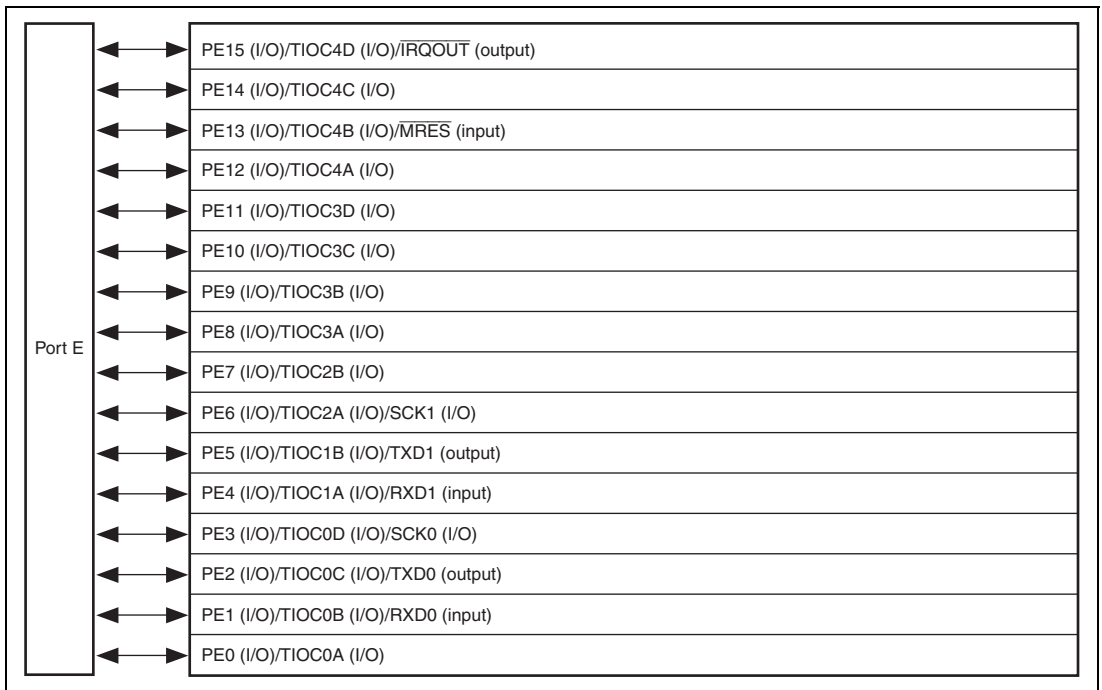 PE15 (I/O)/TIOC4D (I/O)/I̅R̅Q̅O̅U̅T̅ (output)
PE14 (I/O)/TIOC4C (I/O)
PE13 (I/O)/TIOC4B (I/O)/M̅R̅E̅S̅ (input)
PE12 (I/O)/TIOC4A (I/O)
PE11 (I/O)/TIOC3D (I/O)
PE10 (I/O)/TIOC3C (I/O)
PE9 (I/O)/TIOC3B (I/O)
PE8 (I/O)/TIOC3A (I/O)
Port E
PE7 (I/O)/TIOC2B (I/O)
PE6 (I/O)/TIOC2A (I/O)/SCK1 (I/O)
PE5 (I/O)/TIOC1B (I/O)/TXD1 (output)
PE4 (I/O)/TIOC1A (I/O)/RXD1 (input)
PE3 (I/O)/TIOC0D (I/O)/SCK0 (I/O)
PE2 (I/O)/TIOC0C (I/O)/TXD0 (output)
PE1 (I/O)/TIOC0B (I/O)/RXD0 (input)
PE0 (I/O)/TIOC0A (I/O)